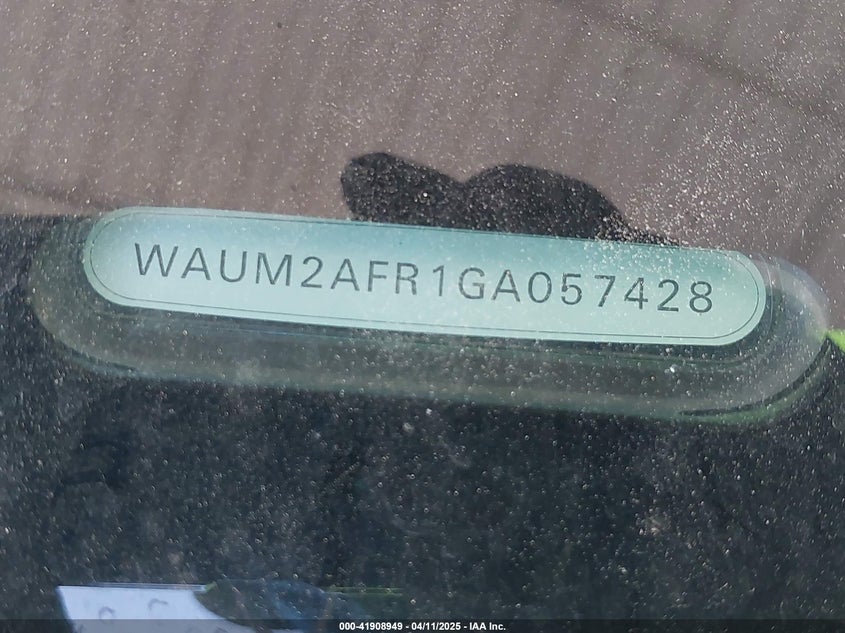 WAUM2AFR1GA057428
000-41908949 - 04/11/2025 - IAA Inc.